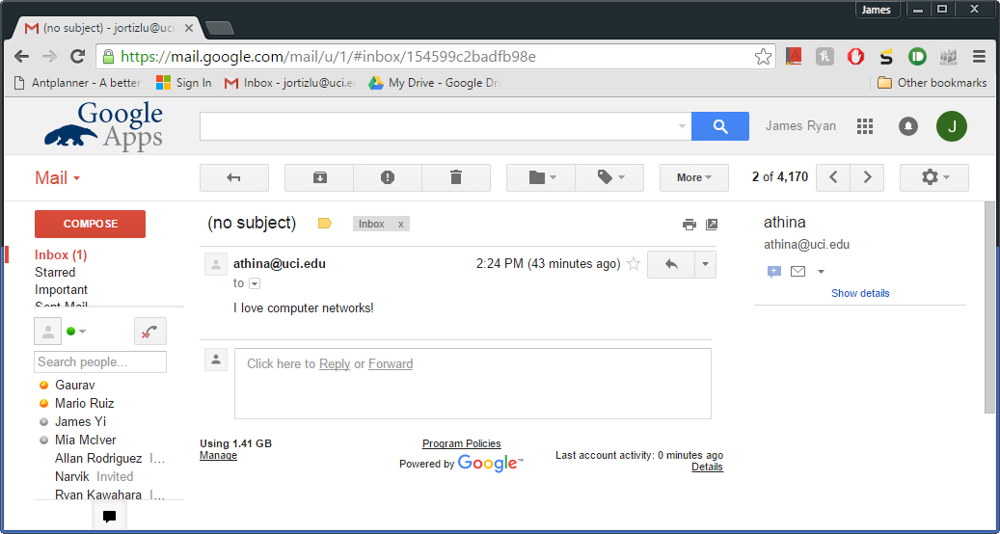 James
(no subject) - jortizlu@uci
https://mail.google.com/mail/u/1/#inbox/154599c2badfb98e
Antplanner - A better
Sign In
Inbox - jortizlu@uci.e
My Drive - Google Dri
Other bookmarks
Google
Apps
James Ryan
J
Mail
More
2 of 4,170
COMPOSE
Inbox (1)
Starred
Important
Sent Mail
Search people...
Gaurav
Mario Ruiz
James Yi
Mia McIver
Allan Rodriguez I...
Narvik Invited
Ryan Kawahara I...
(no subject)
Inbox x
athina@uci.edu
2:24 PM (43 minutes ago)
to
I love computer networks!
Click here to Reply or Forward
Using 1.41 GB
Manage
Program Policies
Powered by Google™
Last account activity: 0 minutes ago
Details
athina
athina@uci.edu
Show details